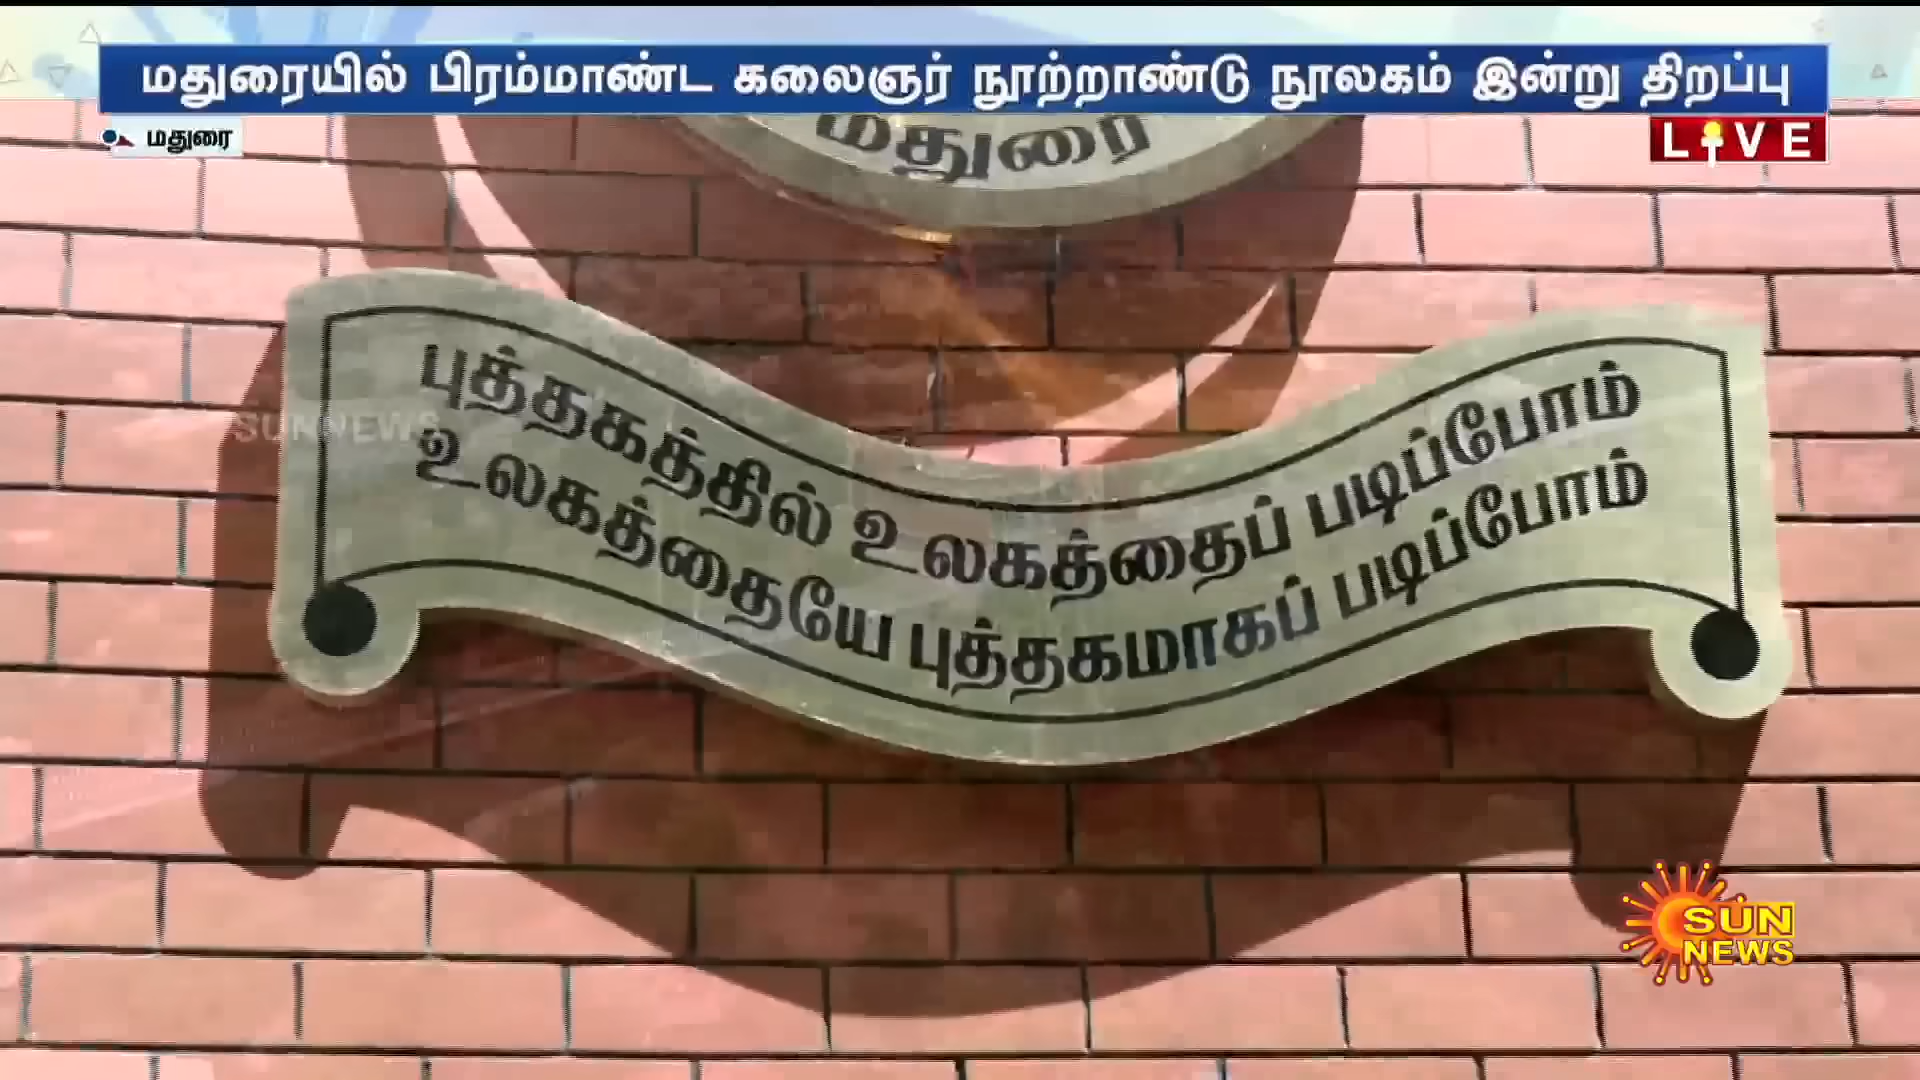 மதுரையில் பிரம்மாண்ட கலைஞர் நூற்றாண்டு நூலகம் இன்று திறப்பு
மதுரை
LIVE
மதுரை
புத்தகத்தில் உலகத்தைப் படிப்போம்
உலகத்தையே புத்தகமாகப் படிப்போம்
SUN NEWS
SUN
NEWS